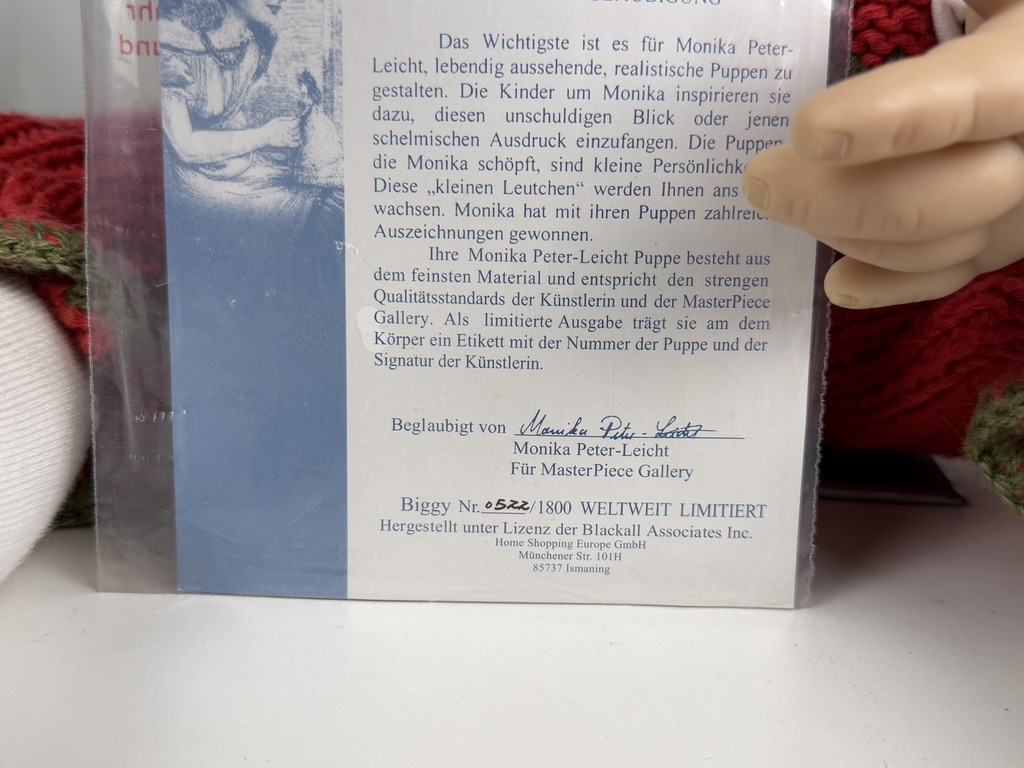 Das Wichtigste ist es für Monika Peter-
Leicht, lebendig aussehende, realistische Puppen zu
gestalten. Die Kinder um Monika inspirieren sie
dazu, diesen unschuldigen Blick oder jenen
schelmischen Ausdruck einzufangen. Die Puppen
die Monika schöpft, sind kleine
Diese „kleinen Leutchen“ werden Ihnen ans
wachsen. Monika hat mit ihren Puppen
Auszeichnungen gewonnen.
Ihre Monika Peter-Leicht Puppe besteht aus
dem feinsten Material und entspricht den strengen
Qualitätsstandards der Künstlerin und der MasterPiece
Gallery. Als limitierte Ausgabe trägt sie am dem
Körper ein Etikett mit der Nummer der Puppe und der
Signatur der Künstlerin.
Beglaubigt von Monika Peter-Leicht
Monika Peter-Leicht
Für MasterPiece Gallery
Biggy Nr. 0522/1800 WELTWEIT LIMITIERT
Hergestellt unter Lizenz der Blackall Associates Inc.
Home Shopping Europe GmbH
Münchener Str. 101H
85737 Ismaning